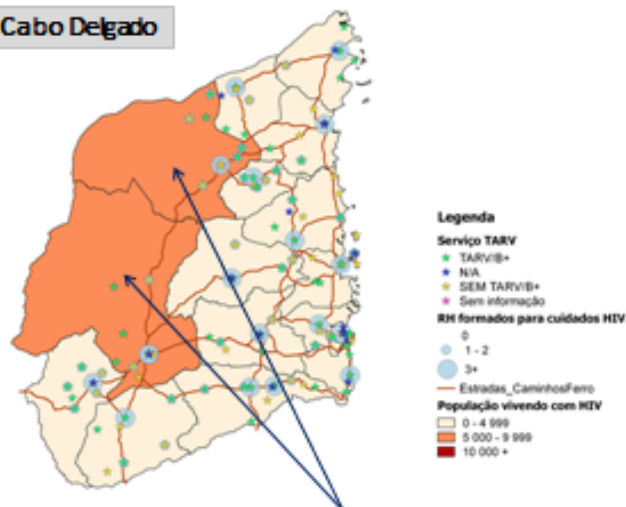 Cabo Delgado
Legenda
Serviço TARV
TARV/B+
N/A
SEM TARV/B+
Sem informação
RH formados para cuidados HIV
0
1 - 2
3+
Estradas_CaminhosFerro
População vivendo com HIV
0 - 4 999
5 000 - 9 999
10 000 +